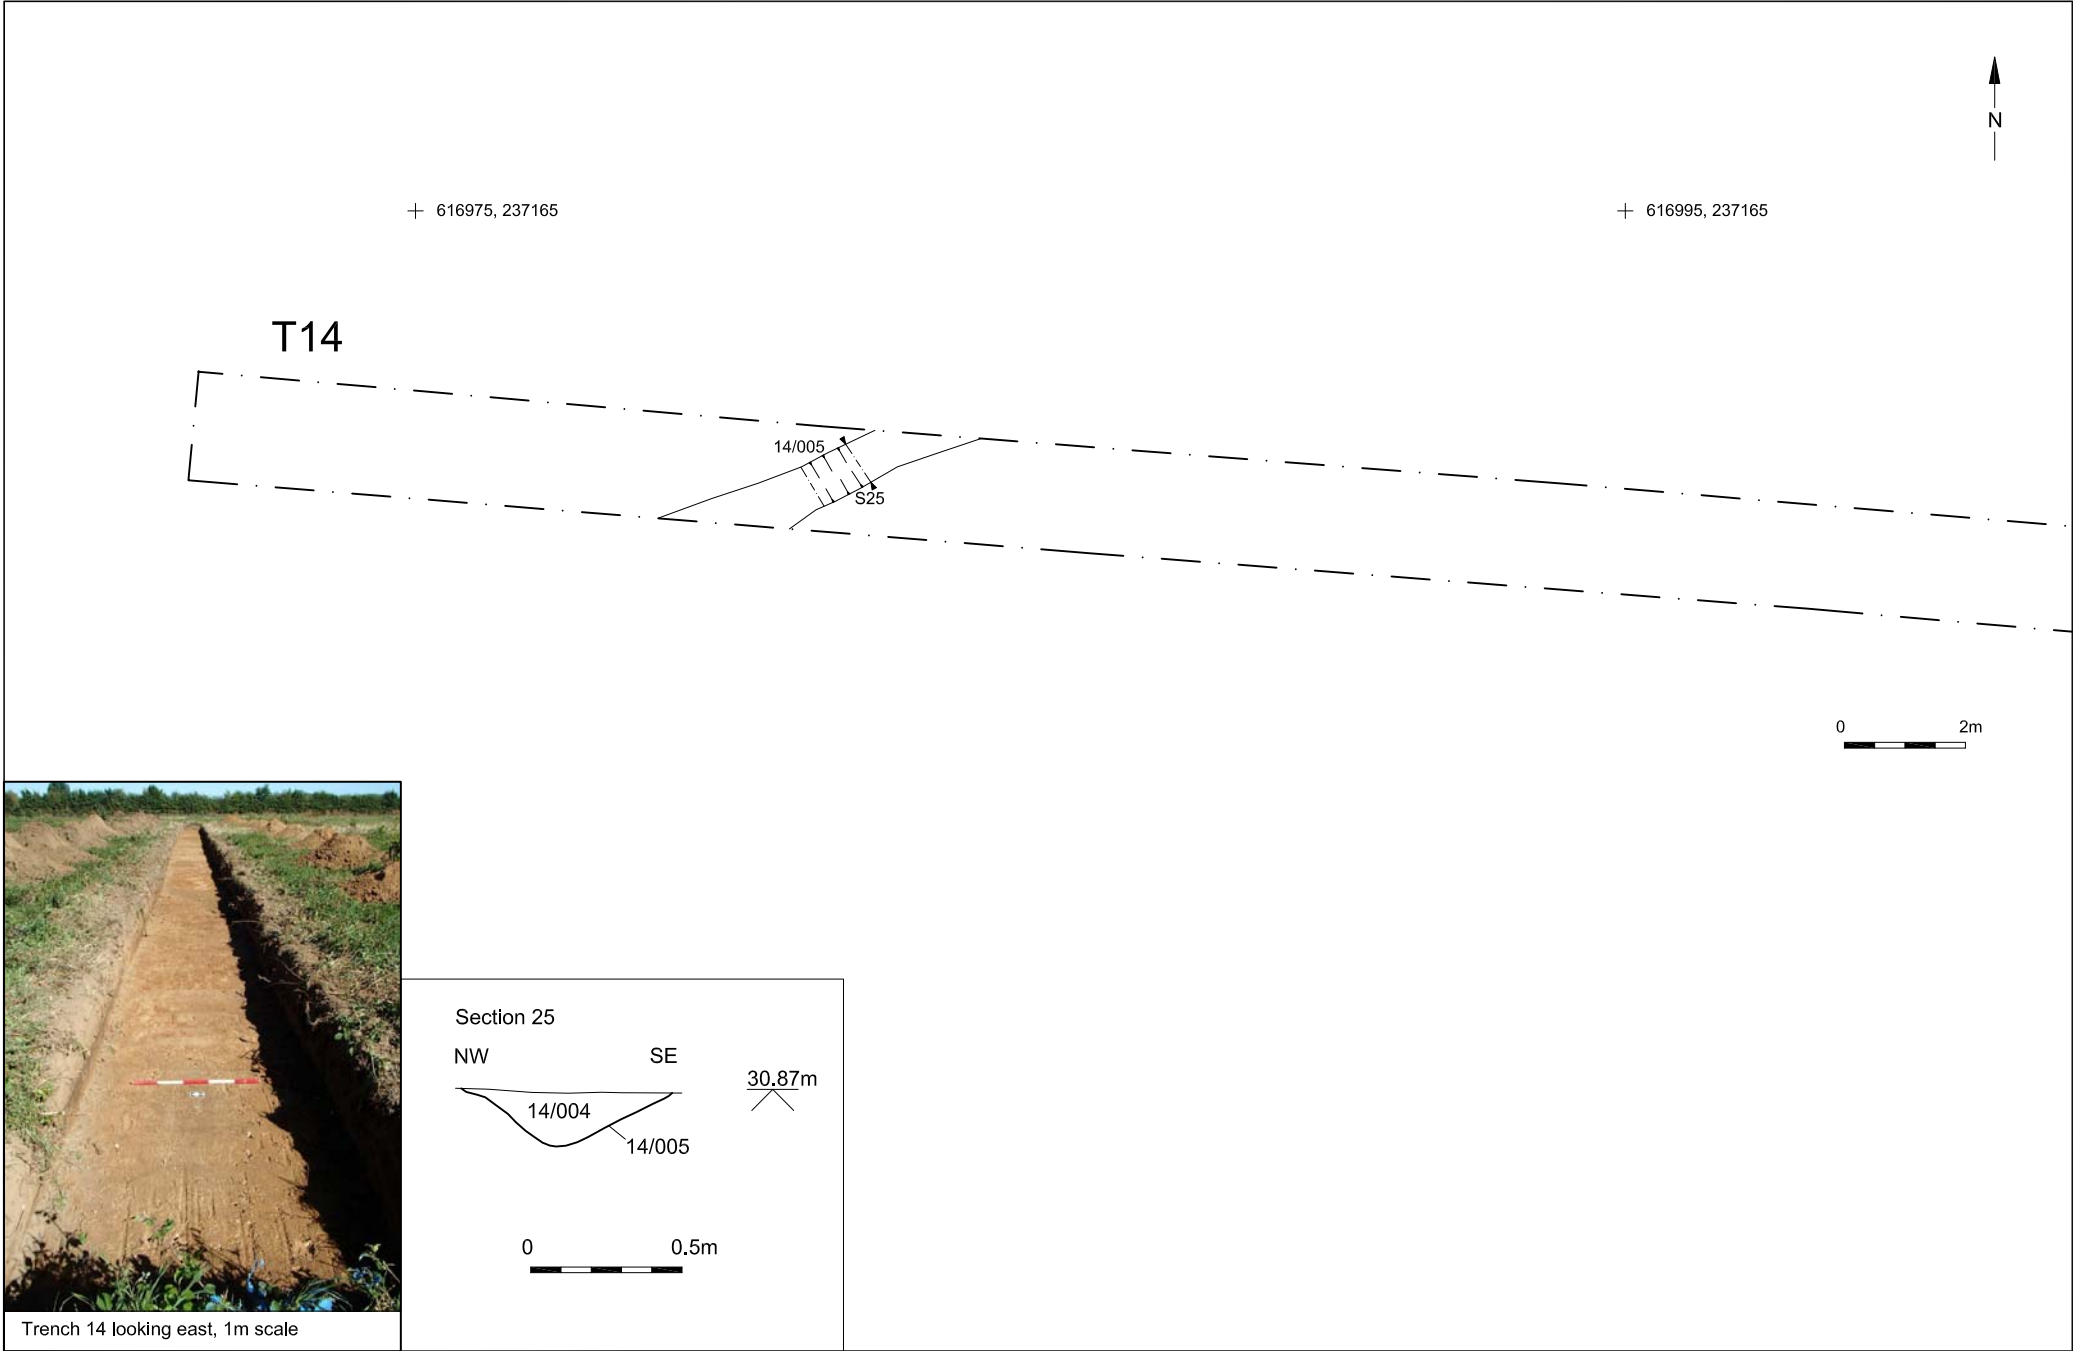 N
616975, 237165
616995, 237165
T14
14/005
S25
0 2m
Section 25
NW SE
30.87m
14/004
14/005
0 0.5m
Trench 14 looking east, 1m scale